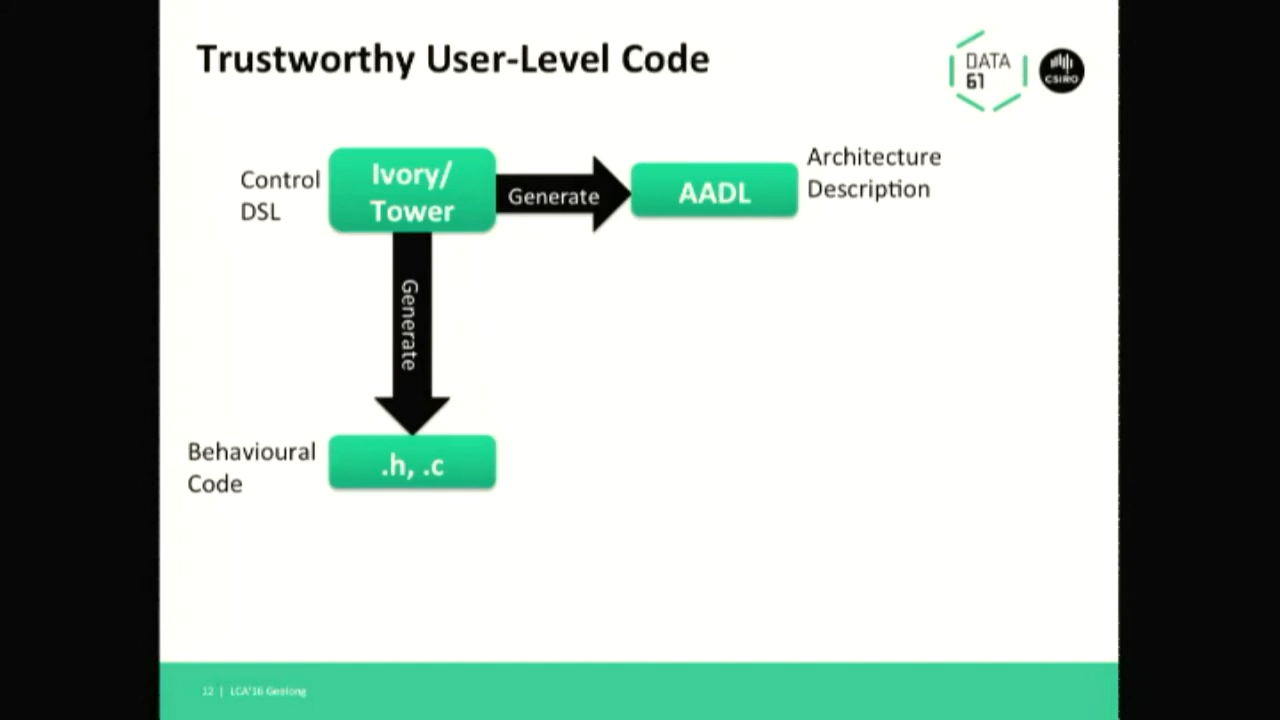 Trustworthy User-Level Code
DATA
61
CSIRO
Control
DSL
Ivory/
Tower
Generate
AADL
Architecture
Description
Generate
Behavioural
Code
.h, .c
12 | LCA'16 Geelong